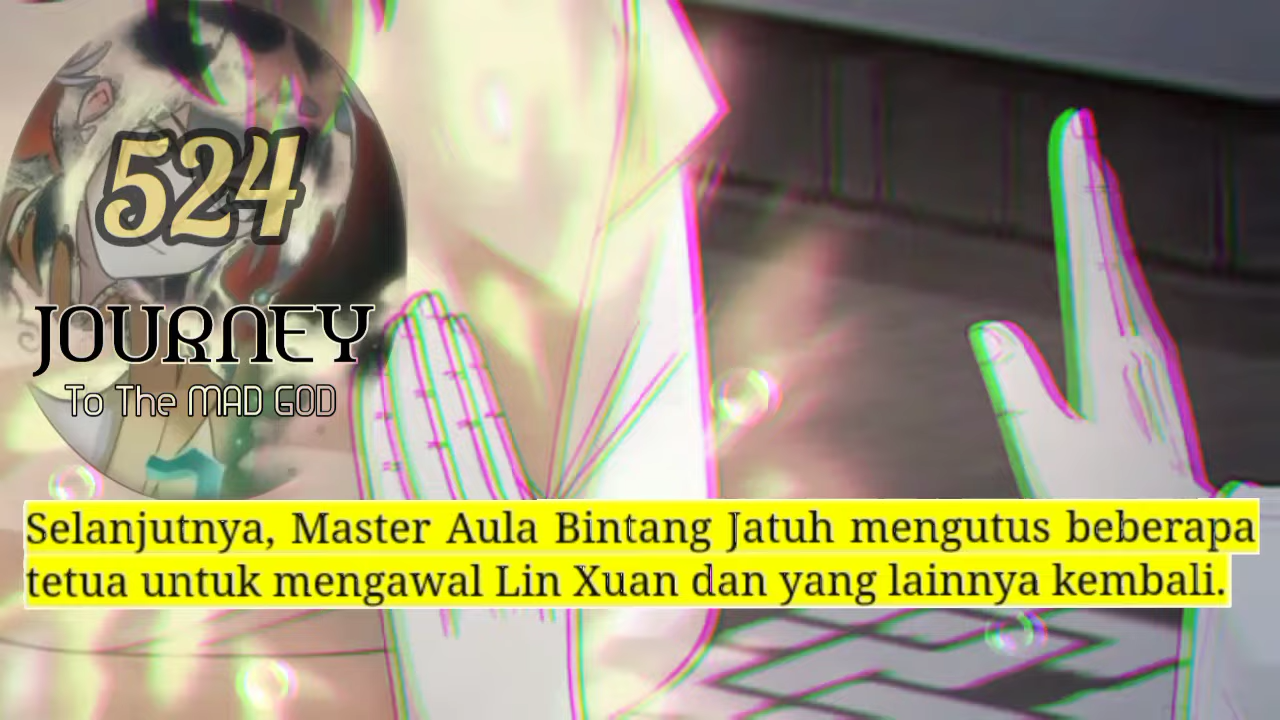 524
JOURNEY
To The MAD GOD
Selanjutnya, Master Aula Bintang Jatuh mengutus beberapa
tetua untuk mengawal Lin Xuan dan yang lainnya kembali.